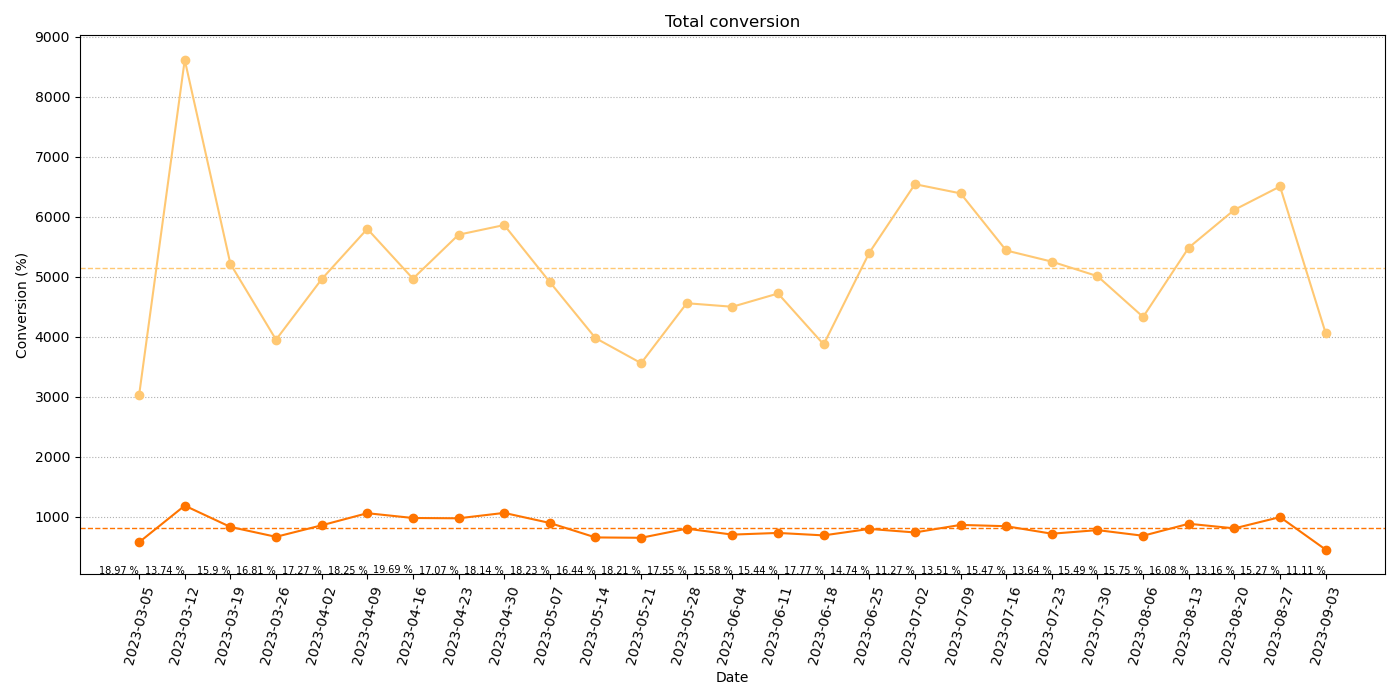 Total conversion
Conversion (%)
9000
8000
7000
6000
5000
4000
3000
2000
1000
18.97 % 13.74 % 15.9 % 16.81 % 17.27 % 18.25 % 19.69 % 17.07 % 18.14 % 18.23 % 16.44 % 18.21 % 17.55 % 15.58 % 15.44 % 17.77 % 14.74 % 11.27 % 13.51 % 15.47 % 13.64 % 15.49 % 15.75 % 16.08 % 13.16 % 15.27 % 11.11 %
2023-03-05 2023-03-12 2023-03-19 2023-03-26 2023-04-02 2023-04-09 2023-04-16 2023-04-23 2023-04-30 2023-05-07 2023-05-14 2023-05-21 2023-05-28 2023-06-04 2023-06-11 2023-06-18 2023-06-25 2023-07-02 2023-07-09 2023-07-16 2023-07-23 2023-07-30 2023-08-06 2023-08-13 2023-08-20 2023-08-27 2023-09-03
Date